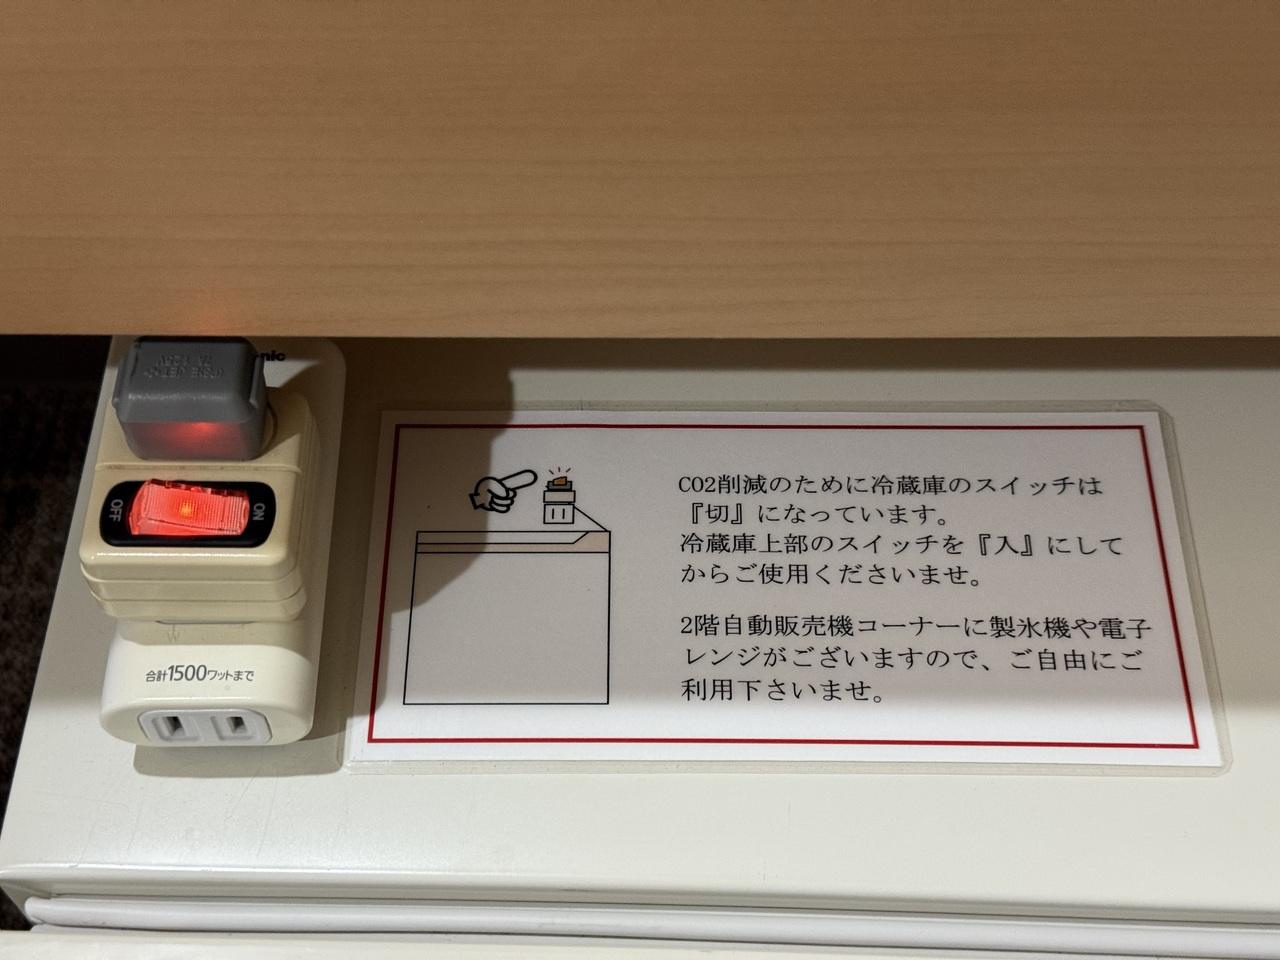 nic
OFF
ON
合計1500ワットまで
CO2削減のために冷蔵庫のスイッチは
『切』になっています。
冷蔵庫上部のスイッチを『入』にして
からご使用くださいませ。
2階自動販売機コーナーに製氷機や電子
レンジがございますので、ご自由にご
利用下さいませ。